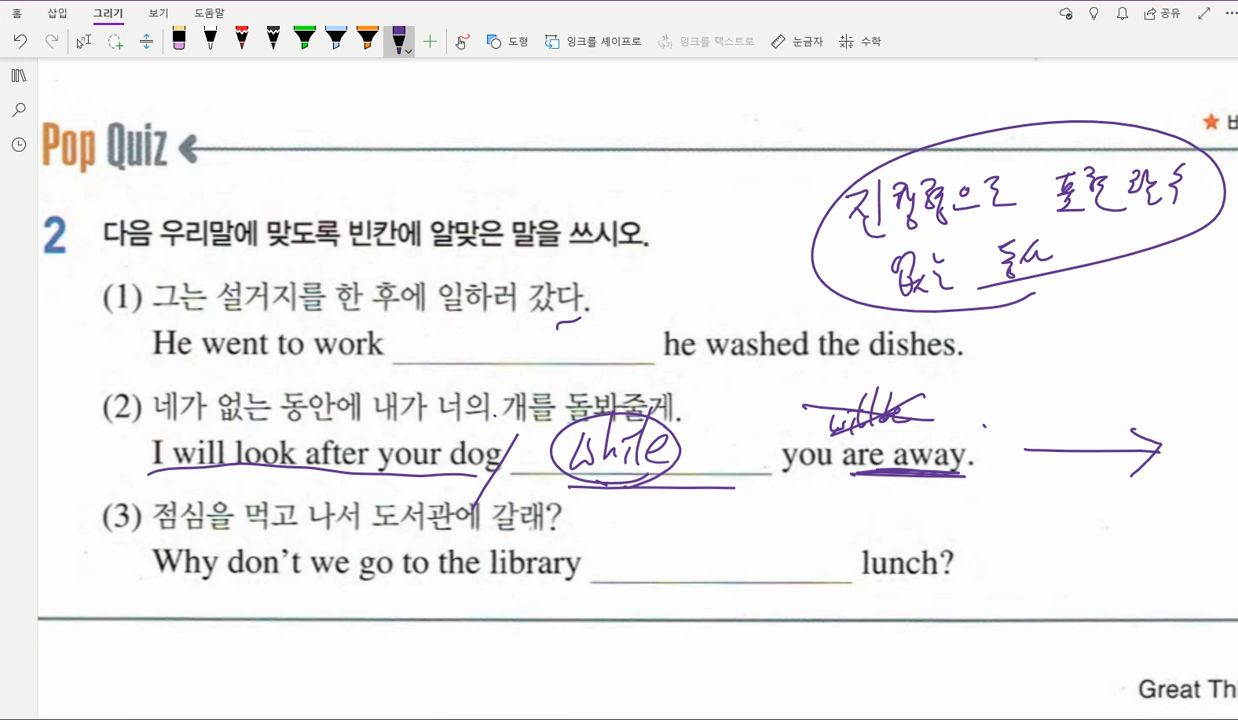 홈 삽입 그리기 보기 도움말
공유
도형 잉크를 셰이프로 잉크를 텍스트로 눈금자 수학
Pop Quiz
진행형으로 표현할 수
없는 동사
2 다음 우리말에 맞도록 빈칸에 알맞은 말을 쓰시오.
(1) 그는 설거지를 한 후에 일하러 갔다.
He went to work he washed the dishes.
(2) 네가 없는 동안에 내가 너의 개를 돌봐줄게.
will be
I will look after your dog while you are away.
(3) 점심을 먹고 나서 도서관에 갈래?
Why don't we go to the library lunch?
Great Thi